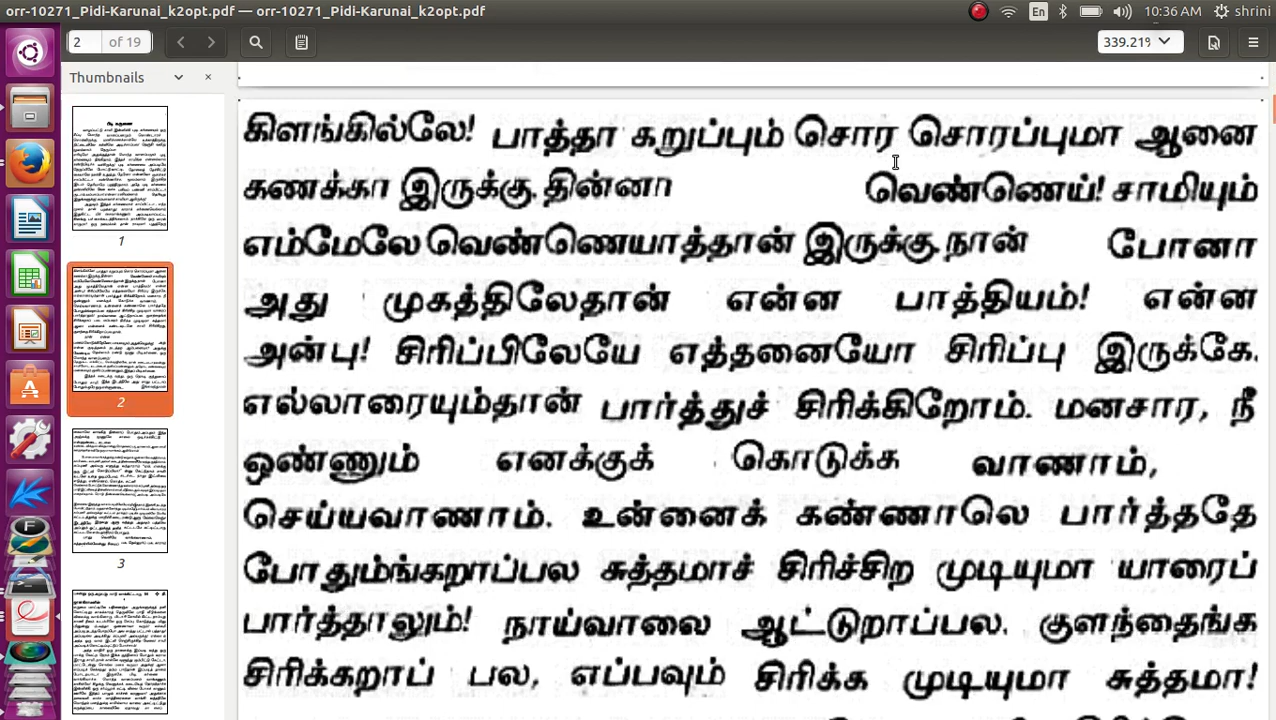 orr-10271_Pidi-Karunai_k2opt.pdf — orr-10271_Pidi-Karunai_k2opt.pdf
En
10:36 AM
shrini
2
of 19
339.21%
Thumbnails
1
2
3
கிளங்கில்லே! பாத்தா கறுப்பும் சொர சொரப்புமா ஆனை
கணக்கா இருக்கு. தின்னா வெண்ணெய்! சாமியும்
எம்மேலே வெண்ணெயாத்தான் இருக்கு. நான் போனா
அது முகத்திலேதான் என்ன பாத்தியம்! என்ன
அன்பு! சிரிப்பிலேயே எத்தனையோ சிரிப்பு இருக்கே.
எல்லாரையும்தான் பார்த்துச் சிரிக்கிறோம். மனசார, நீ
ஒண்ணும் எனக்குக் கொடுக்க வாணாம்,
செய்யவாணாம். உன்னைக் கண்ணாலெ பார்த்ததே
போதும்ங்கறாப்பல சுத்தமாச் சிரிச்சிற முடியுமா யாரைப்
பார்த்தாலும்! நாய்வாலை ஆட்டுறாப்பல. குளந்தைங்க
சிரிக்கறாப் பல, எப்பவும் சிரிக்க முடியுமா சுத்தமா!